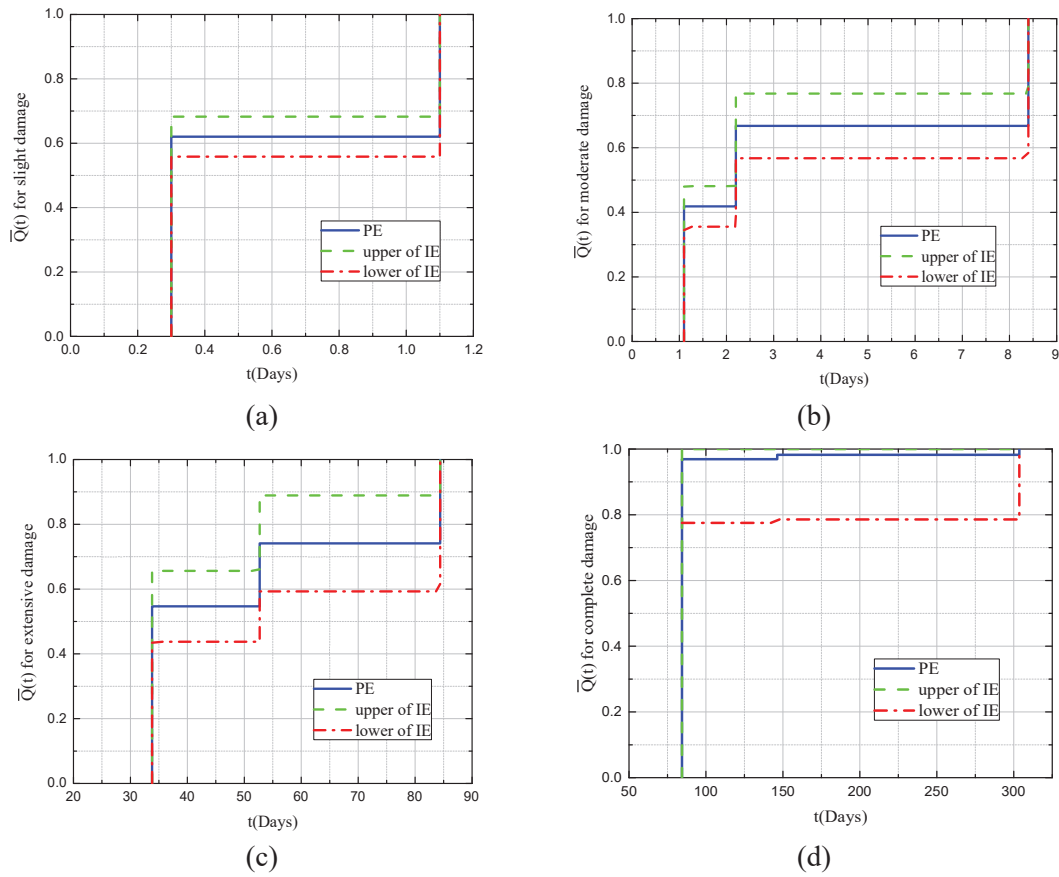 1.0
0.8
0.6
0.4
0.2
0.0
Q̅(t) for slight damage
PE
upper of IE
lower of IE
0.0 0.2 0.4 0.6 0.8 1.0 1.2
t(Days)
(a)
1.0
0.8
0.6
0.4
0.2
0.0
Q̅(t) for moderate damage
PE
upper of IE
lower of IE
0 1 2 3 4 5 6 7 8 9
t(Days)
(b)
1.0
0.8
0.6
0.4
0.2
0.0
Q̅(t) for extensive damage
PE
upper of IE
lower of IE
20 30 40 50 60 70 80 90
t(Days)
(c)
1.0
0.8
0.6
0.4
0.2
0.0
Q̅(t) for complete damage
PE
upper of IE
lower of IE
50 100 150 200 250 300
t(Days)
(d)